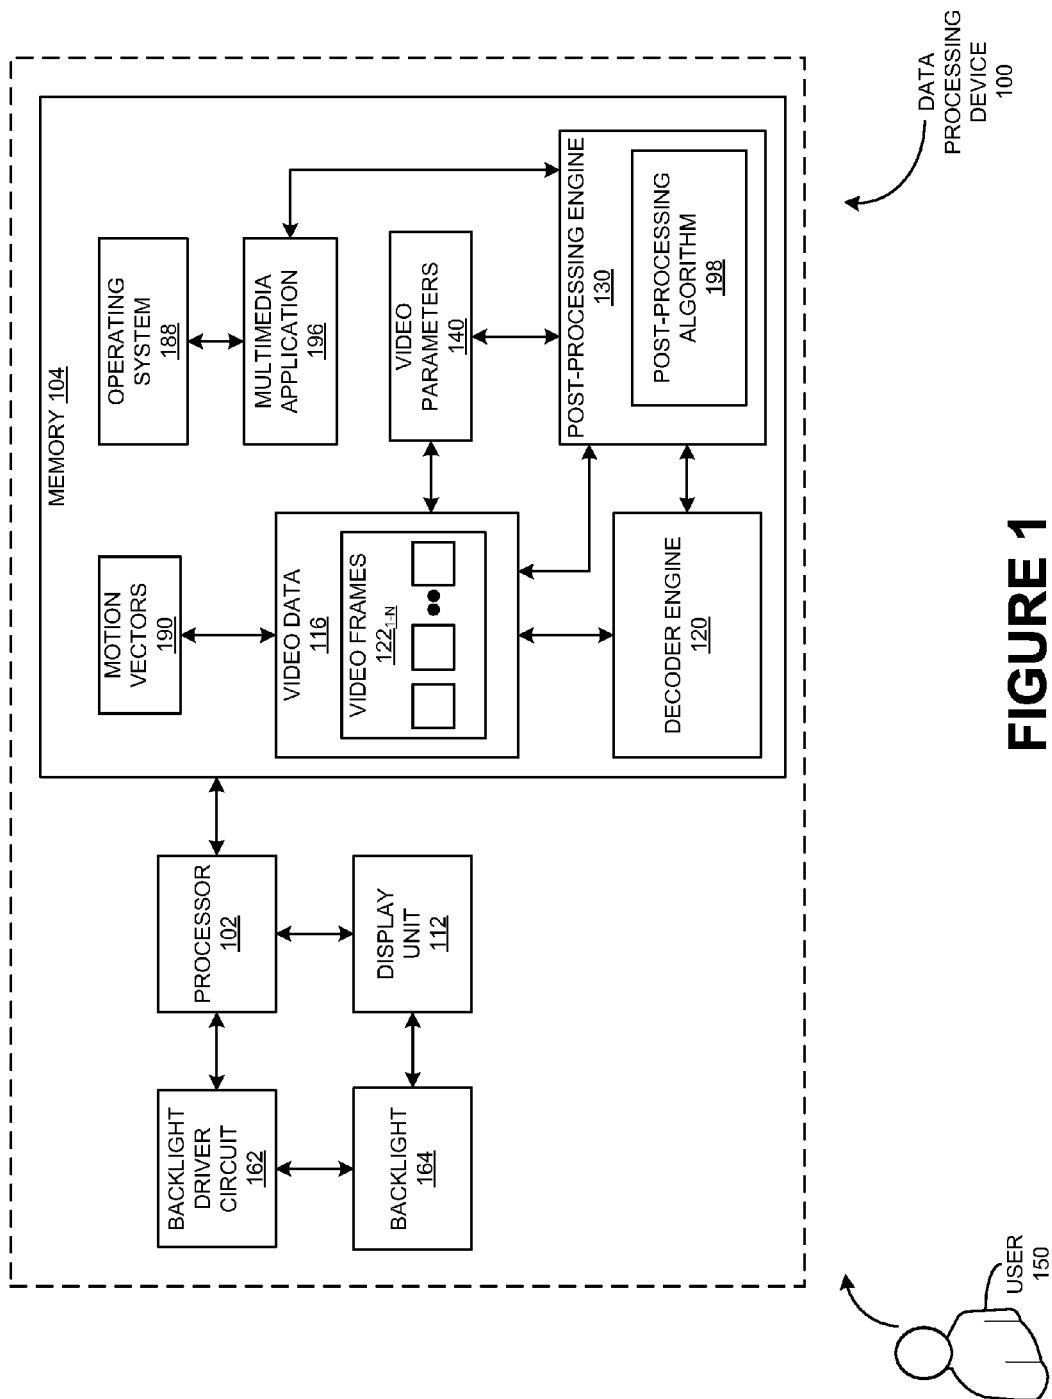 MEMORY 104
MOTION
VECTORS
190
OPERATING
SYSTEM
188
VIDEO DATA
116
VIDEO FRAMES
122₁₋N
MULTIMEDIA
APPLICATION
196
VIDEO
PARAMETERS
140
DECODER ENGINE
120
POST-PROCESSING ENGINE
130
POST-PROCESSING
ALGORITHM
198
BACKLIGHT
DRIVER
CIRCUIT
162
PROCESSOR
102
BACKLIGHT
164
DISPLAY
UNIT
112
USER
150
DATA
PROCESSING
DEVICE
100
FIGURE 1